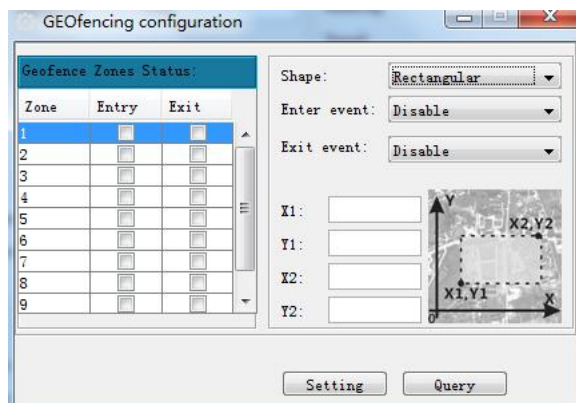 GEOfencing configuration
Geofence Zones Status:
Zone Entry Exit
1
2
3
4
5
6
7
8
9
Shape: Rectangular
Enter event: Disable
Exit event: Disable
X1:
Y1:
X2:
Y2:
Y
X2,Y2
X1,Y1
X
0
Setting Query